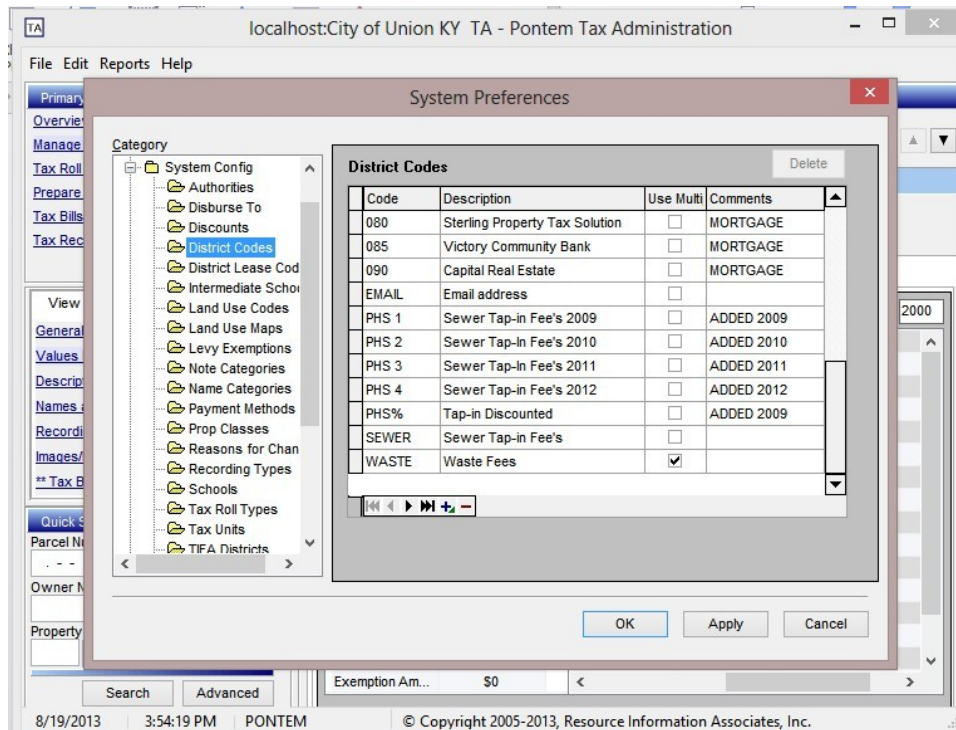 TA localhost:City of Union KY TA - Pontem Tax Administration
File Edit Reports Help
Primary
Overvie
Manage
Tax Roll
Prepare
Tax Bills
Tax Rec
System Preferences
Category
System Config
Authorities
Disburse To
Discounts
District Codes
District Lease Cod
Intermediate Schoo
Land Use Codes
Land Use Maps
Levy Exemptions
Note Categories
Name Categories
Payment Methods
Prop Classes
Reasons for Chan
Recording Types
Schools
Tax Roll Types
Tax Units
TIFA Districts
District Codes
Delete
Code Description Use Multi Comments
080 Sterling Property Tax Solution MORTGAGE
085 Victory Community Bank MORTGAGE
090 Capital Real Estate MORTGAGE
EMAIL Email address
PHS 1 Sewer Tap-in Fee's 2009 ADDED 2009
PHS 2 Sewer Tap-In Fee's 2010 ADDED 2010
PHS 3 Sewer Tap-in Fee's 2011 ADDED 2011
PHS 4 Sewer Tap-in Fee's 2012 ADDED 2012
PHS% Tap-in Discounted ADDED 2009
SEWER Sewer Tap-in Fee's
WASTE Waste Fees
OK Apply Cancel
View
General
Values
Descrip
Names a
Recordi
Images/
** Tax B
2000
Quick S
Parcel Nu
. - -
Owner N
Property
Search Advanced
Exemption Am... $0
8/19/2013 3:54:19 PM PONTEM © Copyright 2005-2013, Resource Information Associates, Inc.